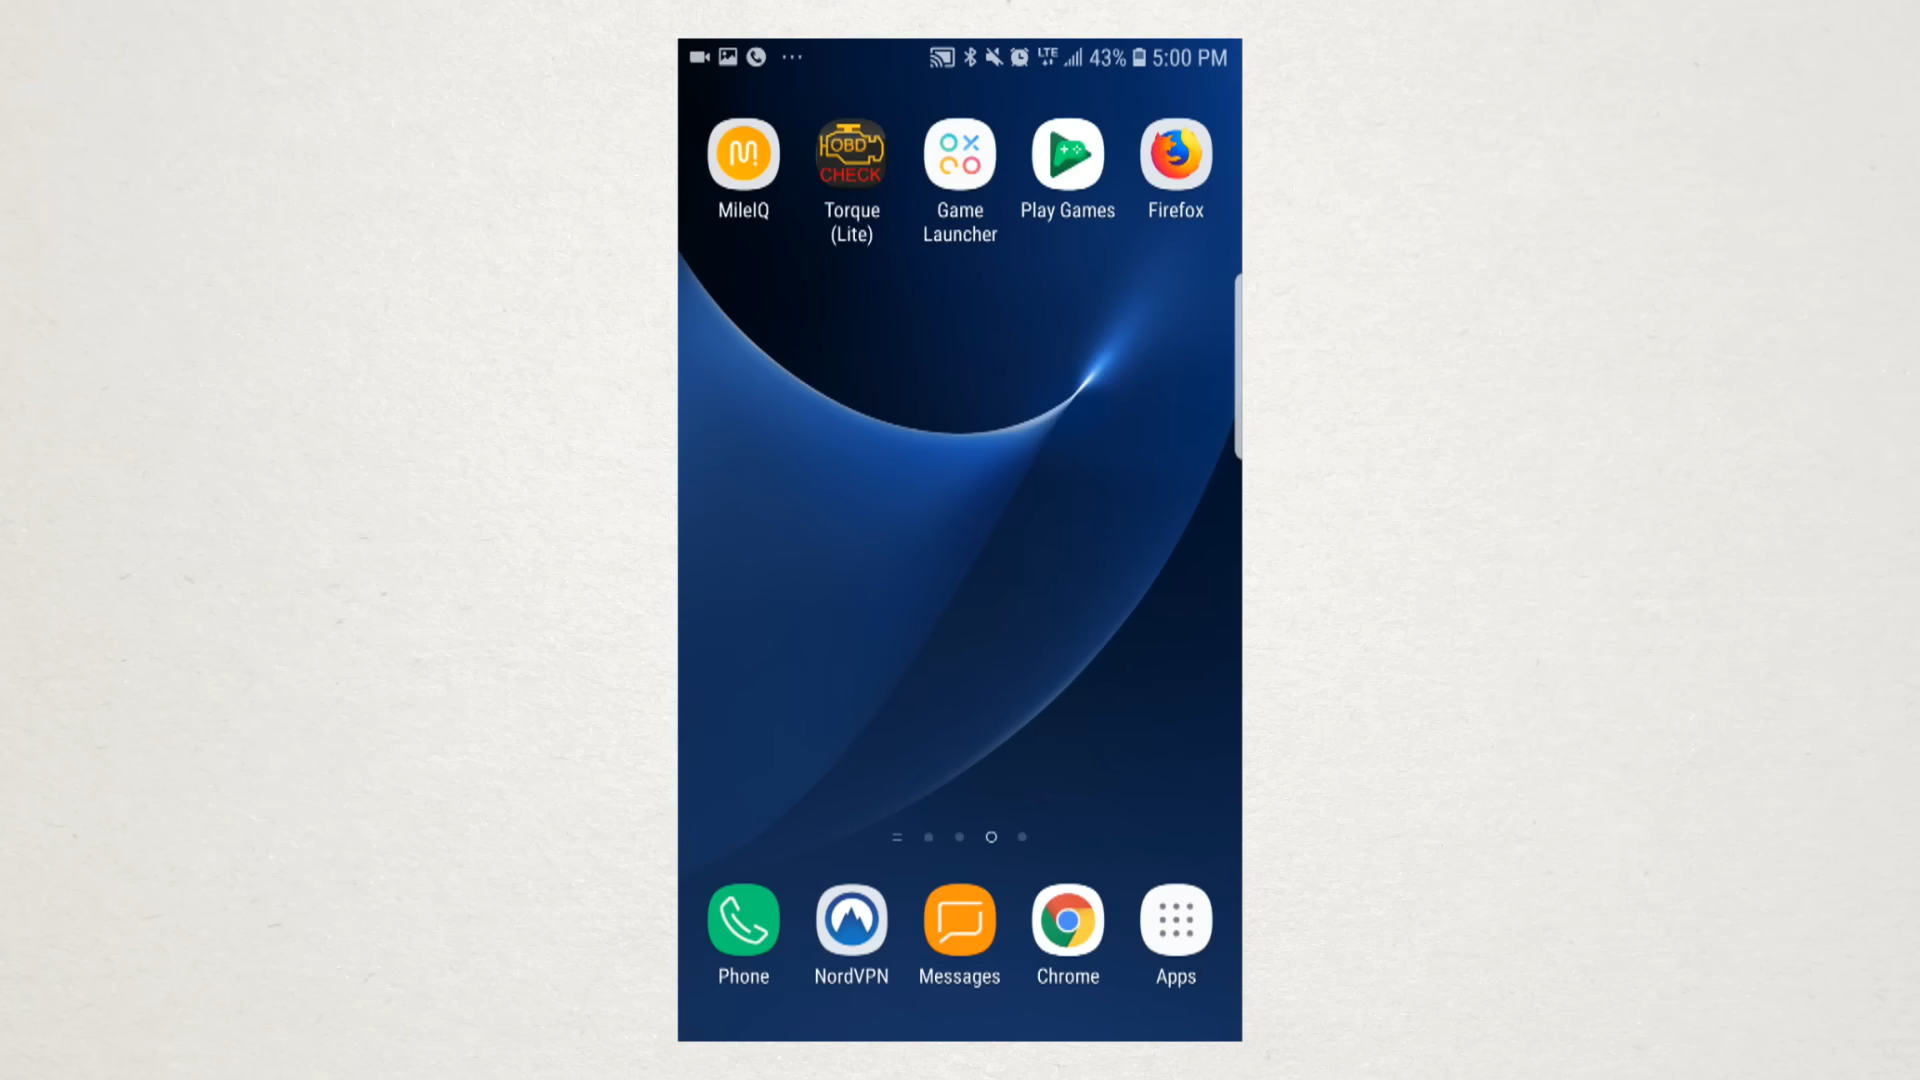 LTE 43% 5:00 PM
OBD
CHECK
MileIQ Torque (Lite) Game Launcher Play Games Firefox
Phone NordVPN Messages Chrome Apps